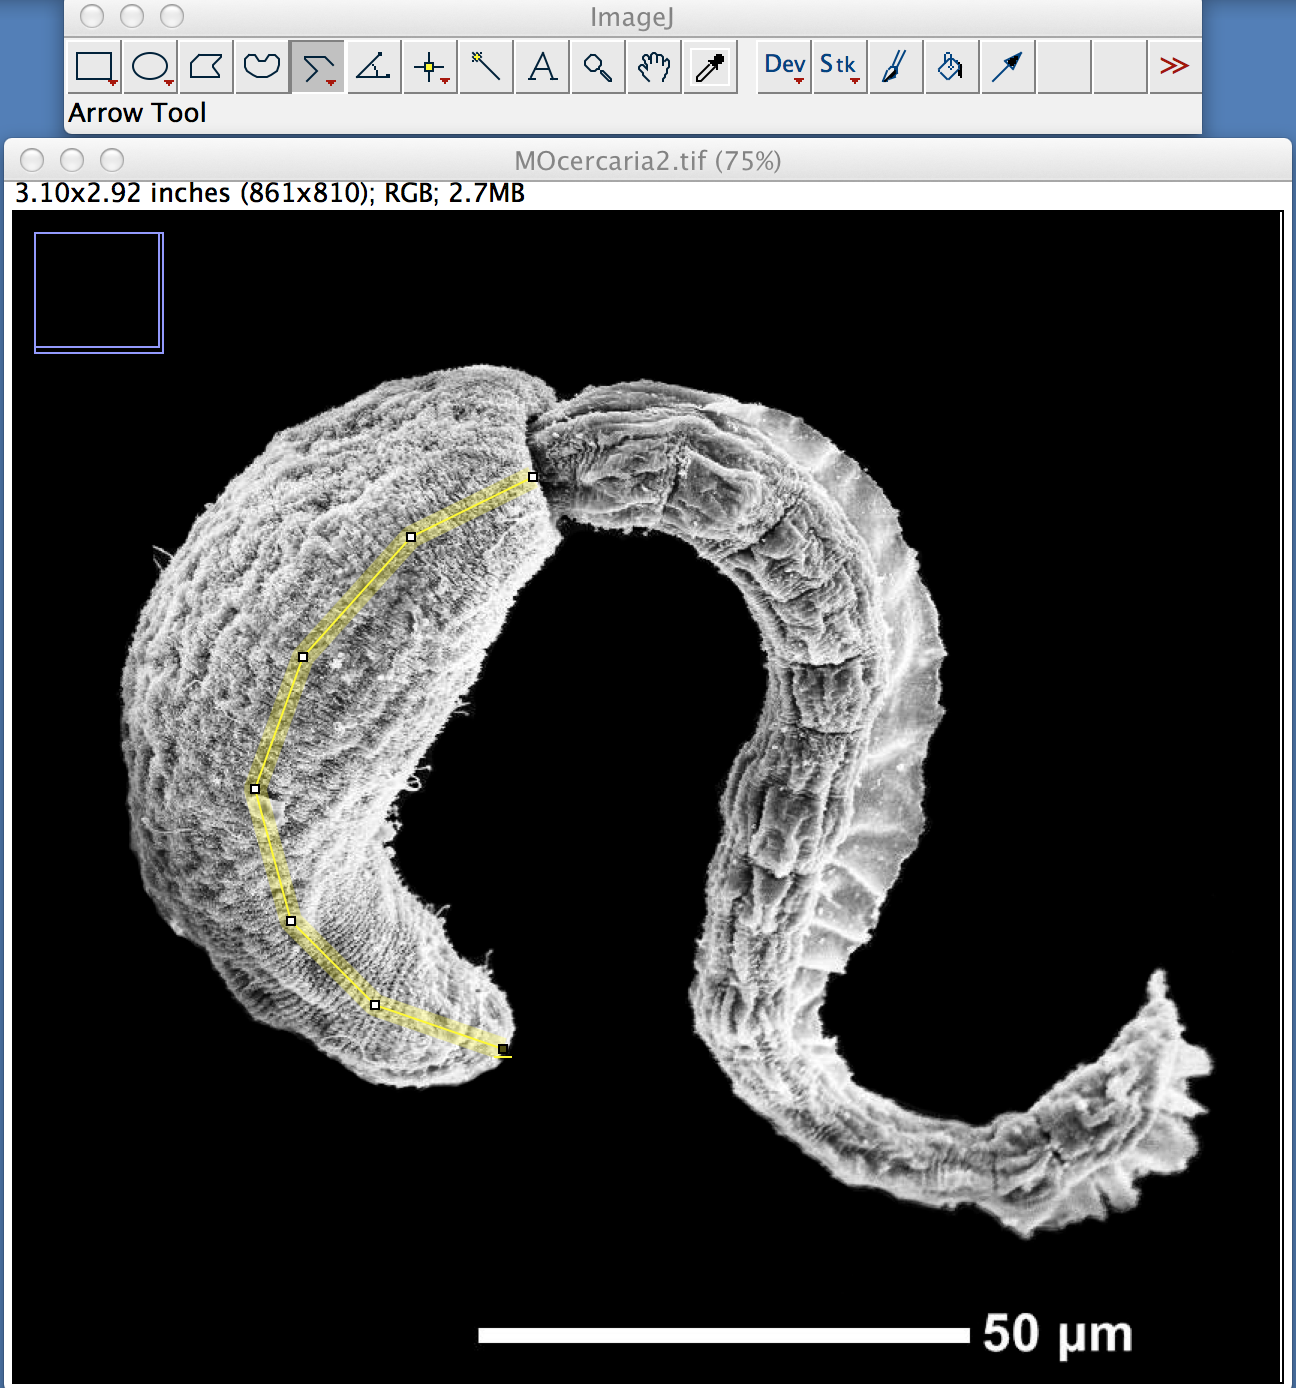 ImageJ
A Dev Stk >>
Arrow Tool
MOcercaria2.tif (75%)
3.10x2.92 inches (861x810); RGB; 2.7MB
50 µm